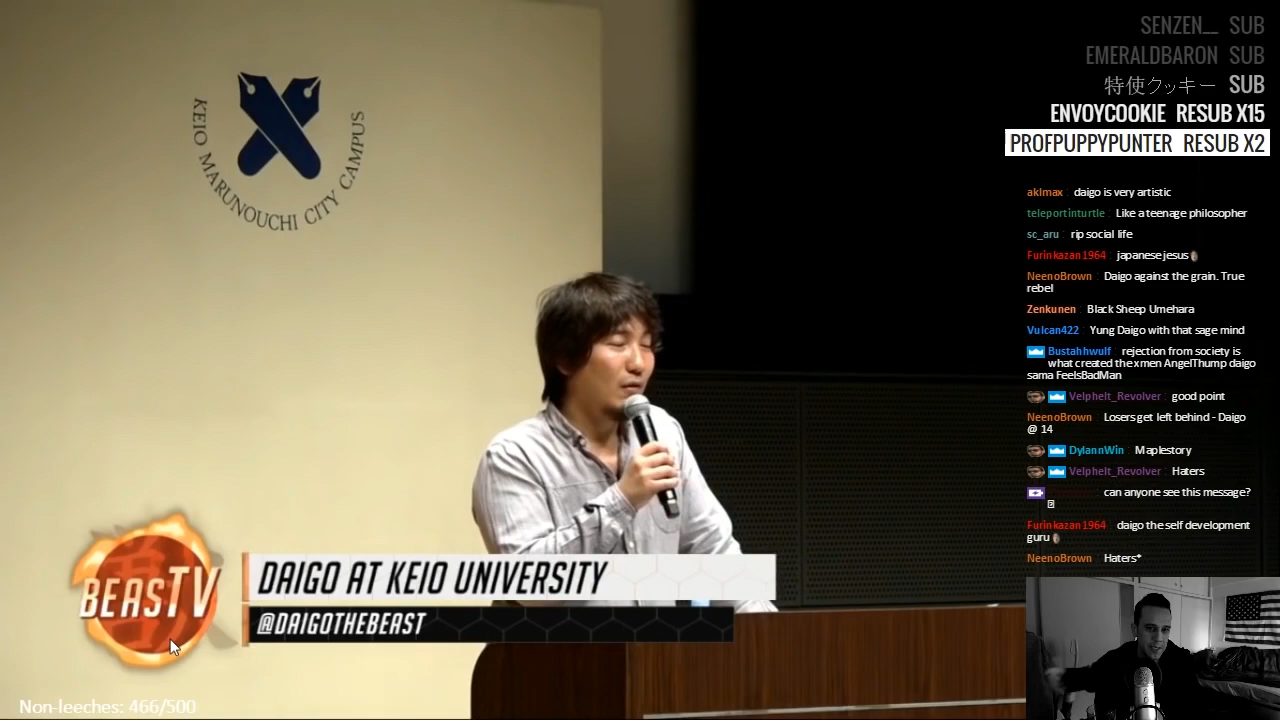 KEIO MARUNOUCHI CITY CAMPUS
SENZEN__ SUB
EMERALDBARON SUB
特使クッキー SUB
ENVOYCOOKIE RESUB X15
PROFPUPPYPUNTER RESUB X2
aklmax : daigo is very artistic
teleportinturtle : Like a teenage philosopher
sc_aru : rip social life
Furinkazan1964 : japanese jesus
NeenoBrown : Daigo against the grain. True
rebel
Zenkunen : Black Sheep Umehara
Vulcan422 : Yung Daigo with that sage mind
Bustahhwulf : rejection from society is
what created the xmen AngelThump daigo
sama FeelsBadMan
Velphelt_Revolver : good point
NeenoBrown : Losers get left behind - Daigo
@ 14
DylannWin : Maplestory
Velphelt_Revolver : Haters
can anyone see this message?
Furinkazan1964 : daigo the self development
guru
NeenoBrown : Haters*
BEASTV
DAIGO AT KEIO UNIVERSITY
@DAIGOTHEBEAST
Non-leeches: 466/500